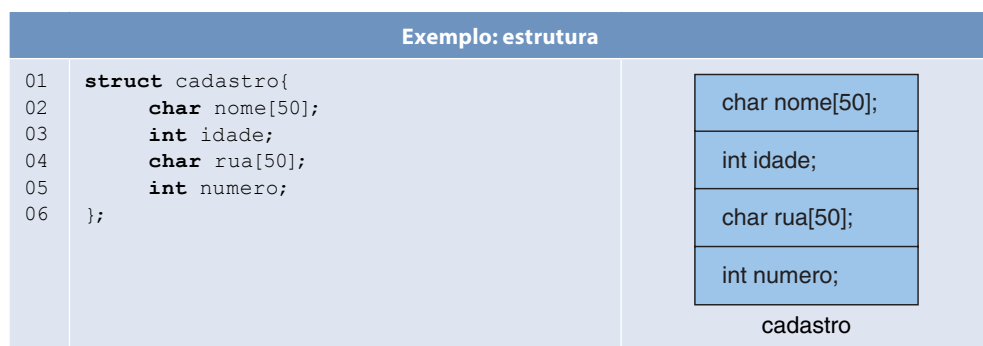 Exemplo: estrutura
01 struct cadastro{
02 char nome[50];
03 int idade;
04 char rua[50];
05 int numero;
06 };
char nome[50];
int idade;
char rua[50];
int numero;
cadastro